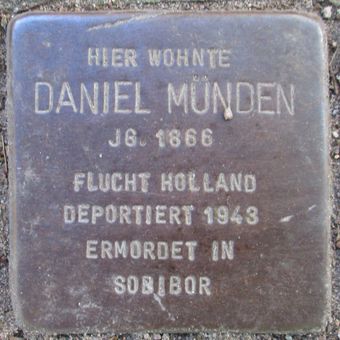 HIER WOHNTE
DANIEL MÜNDEN
JG. 1866
FLUCHT HOLLAND
DEPORTIERT 1943
ERMORDET IN
SOBIBOR